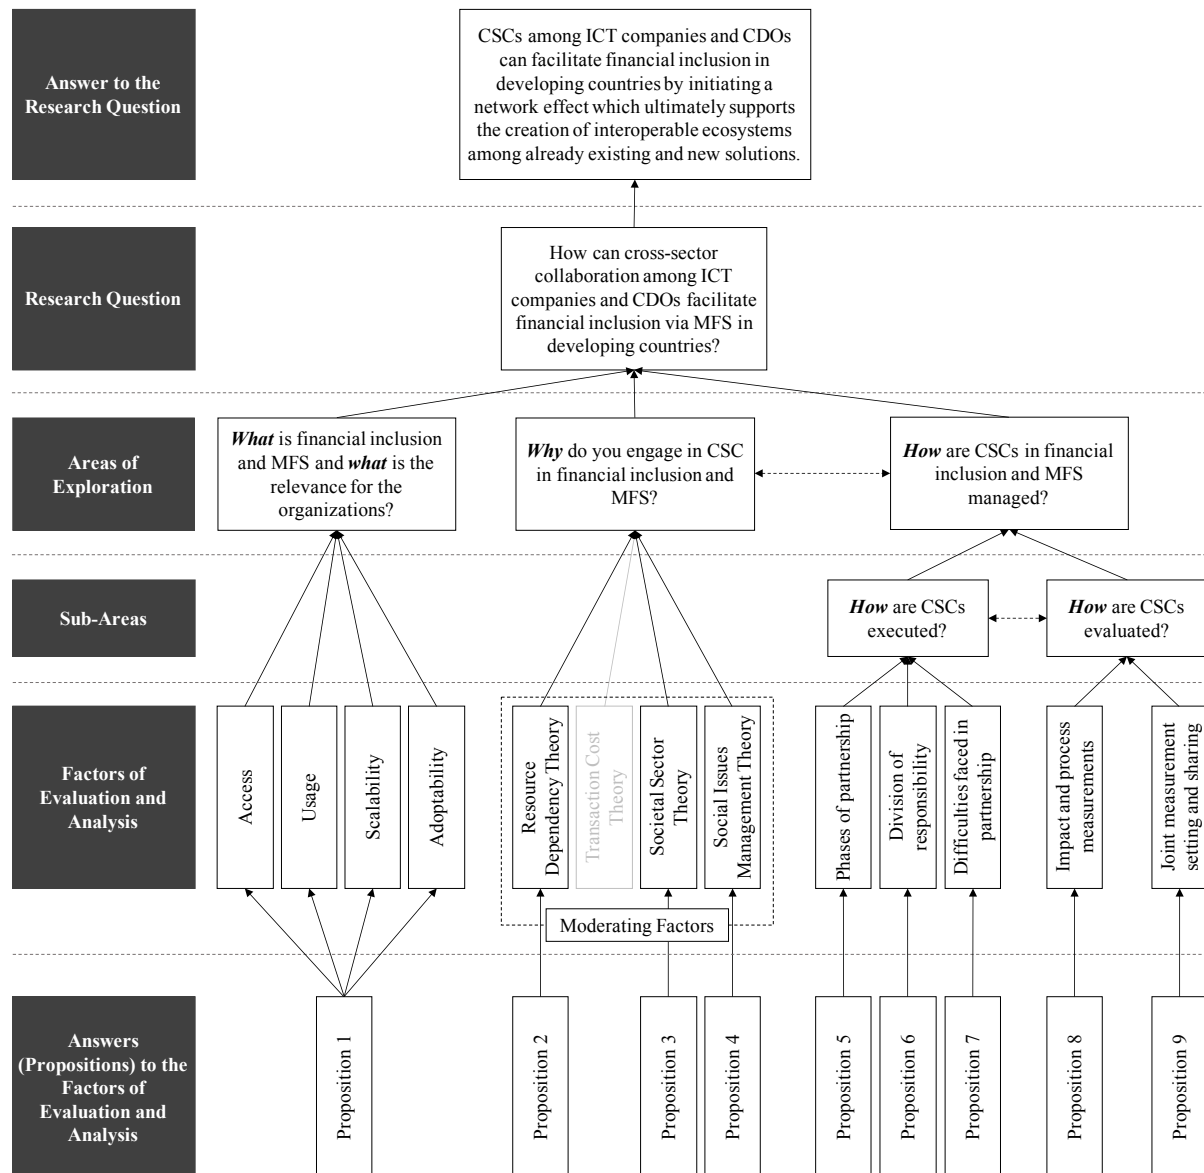 Answer to the
Research Question
CSCs among ICT companies and CDOs
can facilitate financial inclusion in
developing countries by initiating a
network effect which ultimately supports
the creation of interoperable ecosystems
among already existing and new solutions.
Research Question
How can cross-sector
collaboration among ICT
companies and CDOs facilitate
financial inclusion via MFS in
developing countries?
Areas of
Exploration
What is financial inclusion
and MFS and what is the
relevance for the
organizations?
Why do you engage in CSC
in financial inclusion and
MFS?
How are CSCs in financial
inclusion and MFS
managed?
Sub-Areas
How are CSCs
executed?
How are CSCs
evaluated?
Factors of
Evaluation and
Analysis
Access
Usage
Scalability
Adoptability
Resource
Dependency Theory
Transaction Cost
Theory
Societal Sector
Theory
Social Issues
Management Theory
Phases of partnership
Division of
responsibility
Difficulties faced in
partnership
Impact and process
measurements
Joint measurement
setting and sharing
Moderating Factors
Answers
(Propositions) to the
Factors of
Evaluation and
Analysis
Proposition 1
Proposition 2
Proposition 3
Proposition 4
Proposition 5
Proposition 6
Proposition 7
Proposition 8
Proposition 9